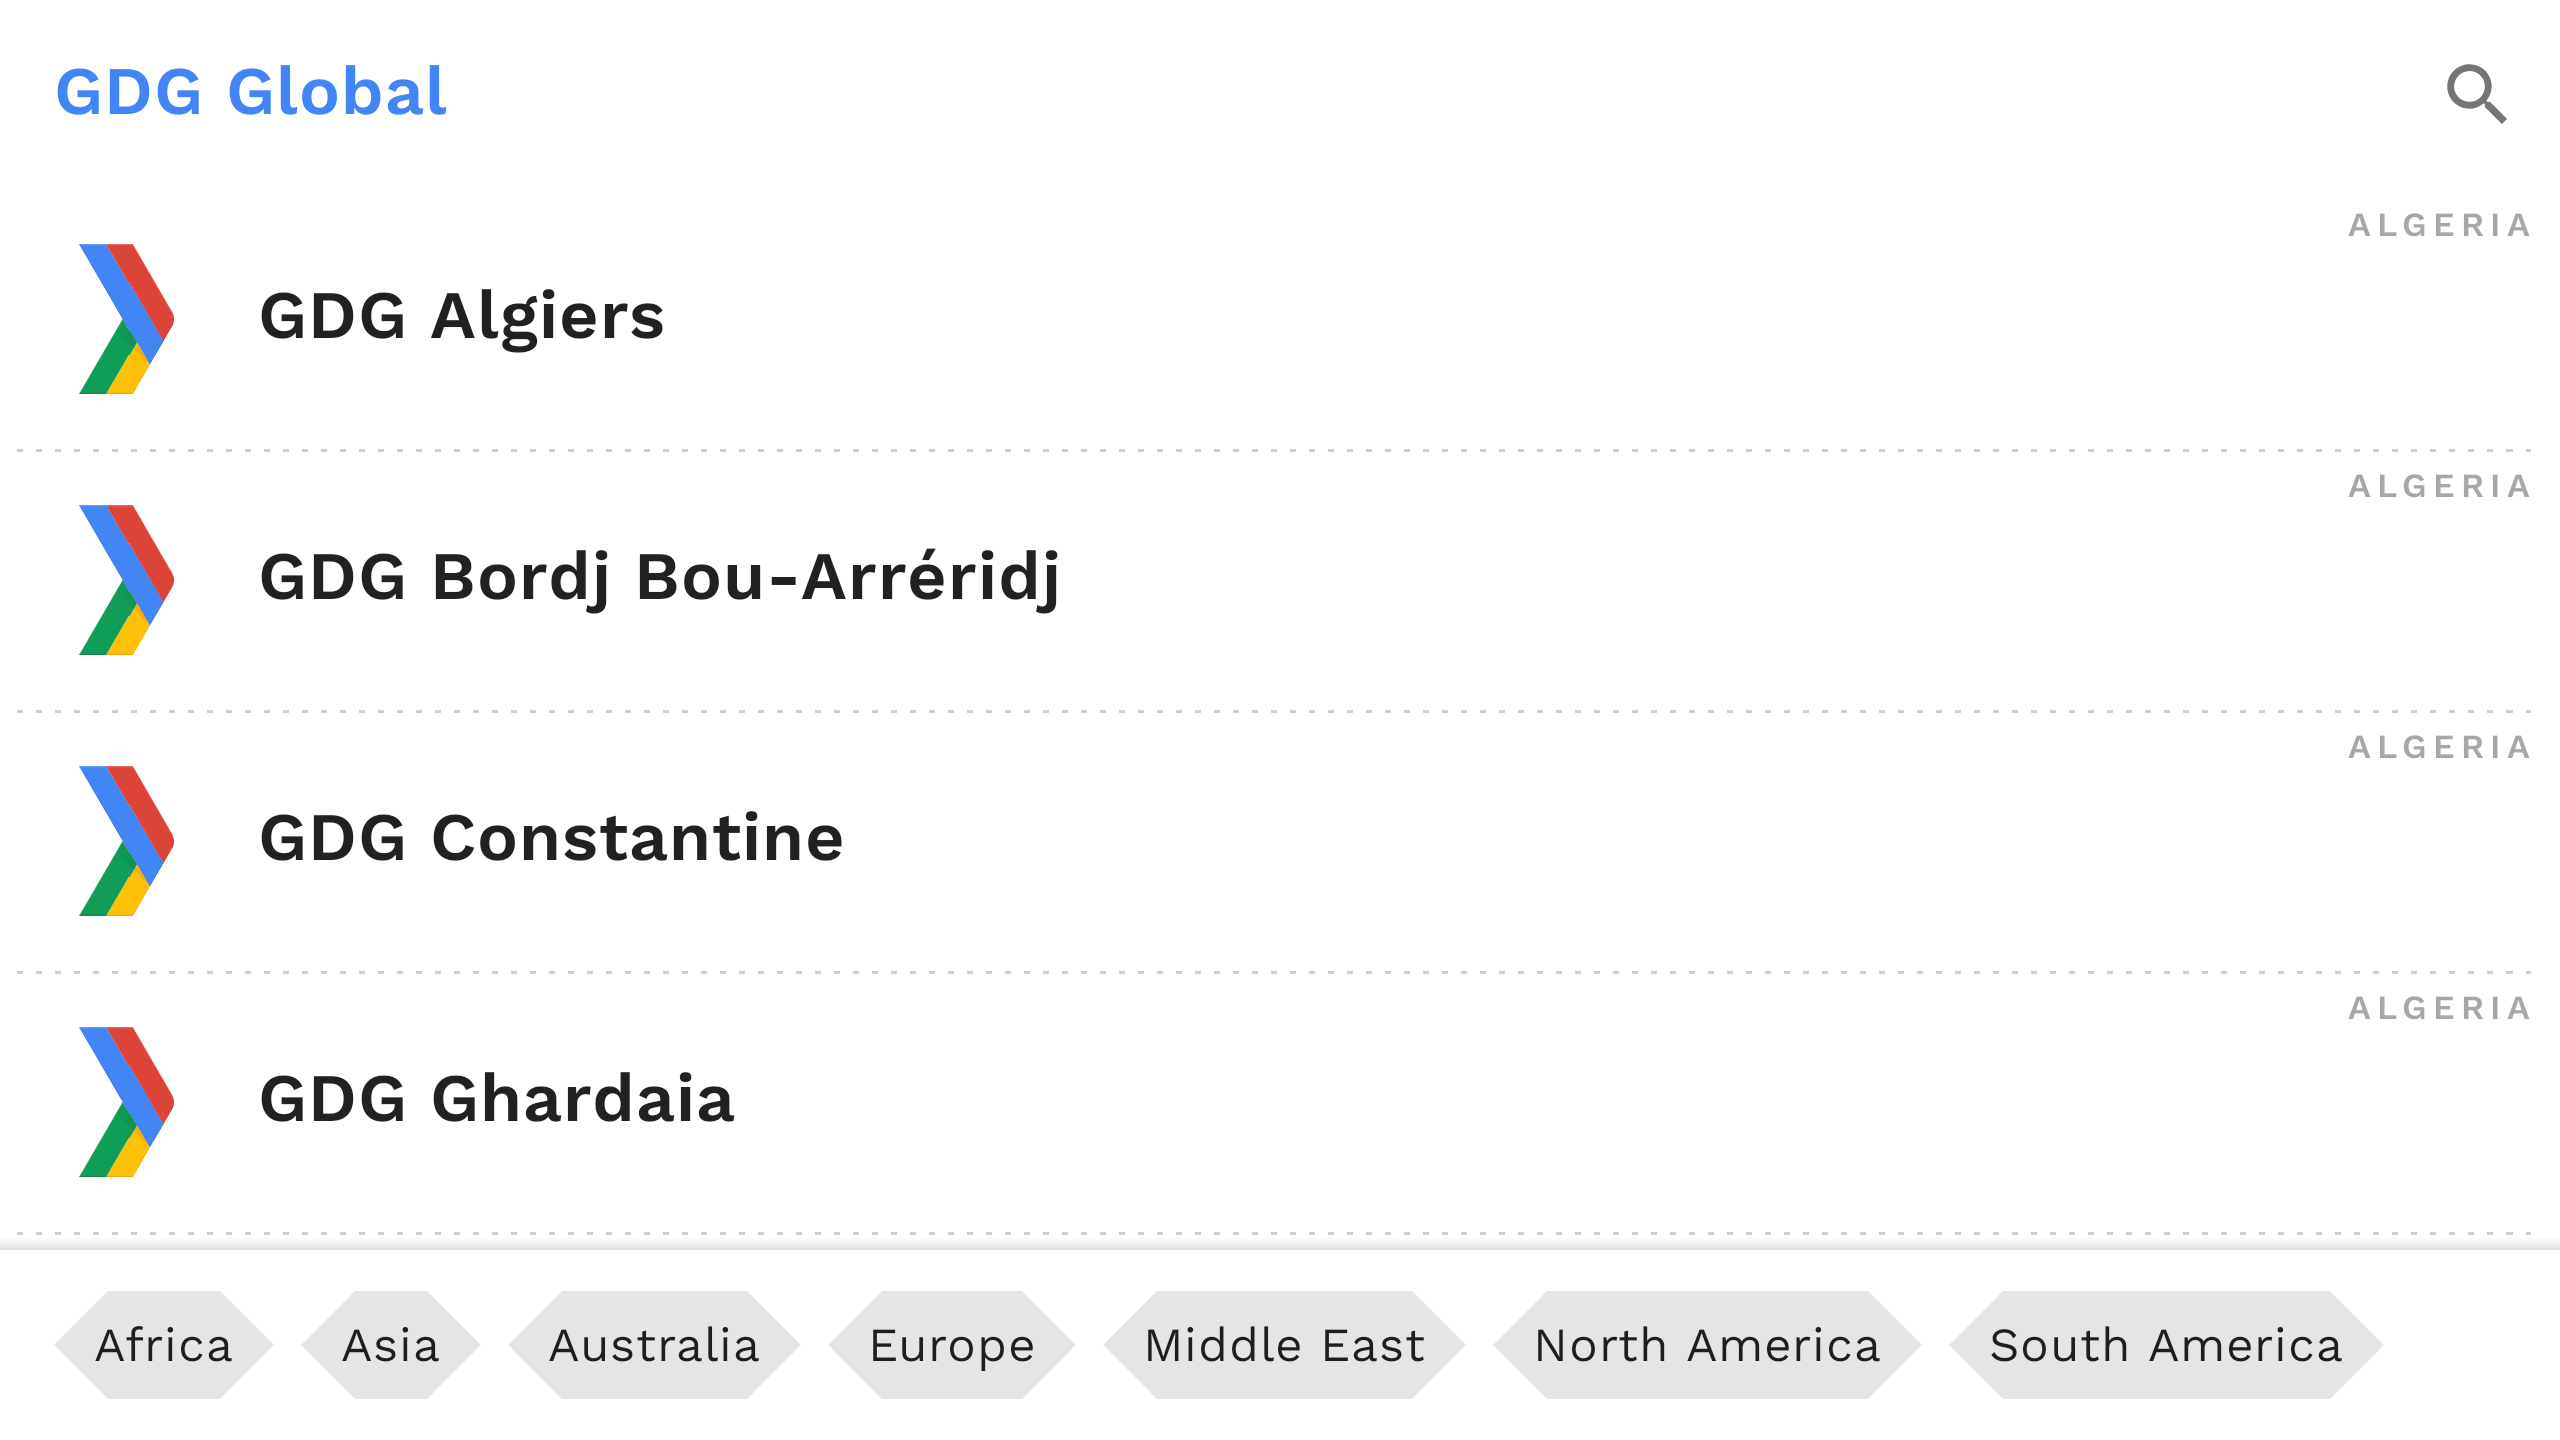 GDG Global
ALGERIA
GDG Algiers
ALGERIA
GDG Bordj Bou-Arréridj
ALGERIA
GDG Constantine
ALGERIA
GDG Ghardaia
Africa Asia Australia Europe Middle East North America South America